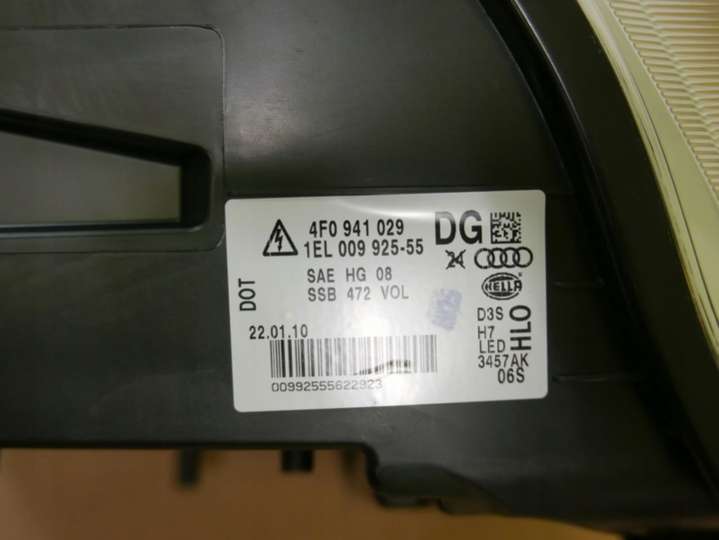 4F0 941 029 DG
1EL 009 925-55
24
SAE HG 08
SSB 472 VOL
HELLA
DOT
22.01.10
D3S
H7
LED
HLO
3457AK
06S
00992555622923